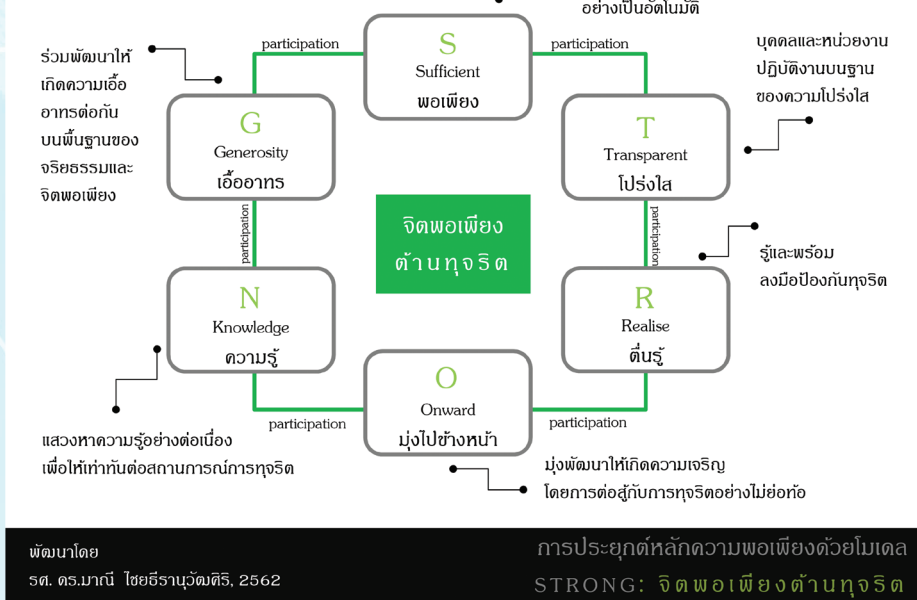 อย่างเป็นอัตโนมัติ
S
Sufficient
พอเพียง
participation
participation
ร่วมพัฒนาให้
เกิดความเอื้อ
อาทรต่อกัน
บนพื้นฐานของ
จริยธรรมและ
จิตพอเพียง
G
Generosity
เอื้ออาทร
T
Transparent
โปร่งใส
บุคคลและหน่วยงาน
ปฏิบัติงานบนฐาน
ของความโปร่งใส
จิตพอเพียง
ต้านทุจริต
participation
participation
รู้และพร้อม
ลงมือป้องกันทุจริต
N
Knowledge
ความรู้
R
Realise
ตื่นรู้
O
Onward
มุ่งไปข้างหน้า
participation
participation
แสวงหาความรู้อย่างต่อเนื่อง
เพื่อให้เท่าทันต่อสถานการณ์การทุจริต
มุ่งพัฒนาให้เกิดความเจริญ
โดยการต่อสู้กับการทุจริตอย่างไม่ย่อท้อ
พัฒนาโดย
รศ. ดร.มาณี ไชยธีรานุวัฒศิริ, 2562
การประยุกต์หลักความพอเพียงด้วยโมเดล
STRONG: จิตพอเพียงต้านทุจริต